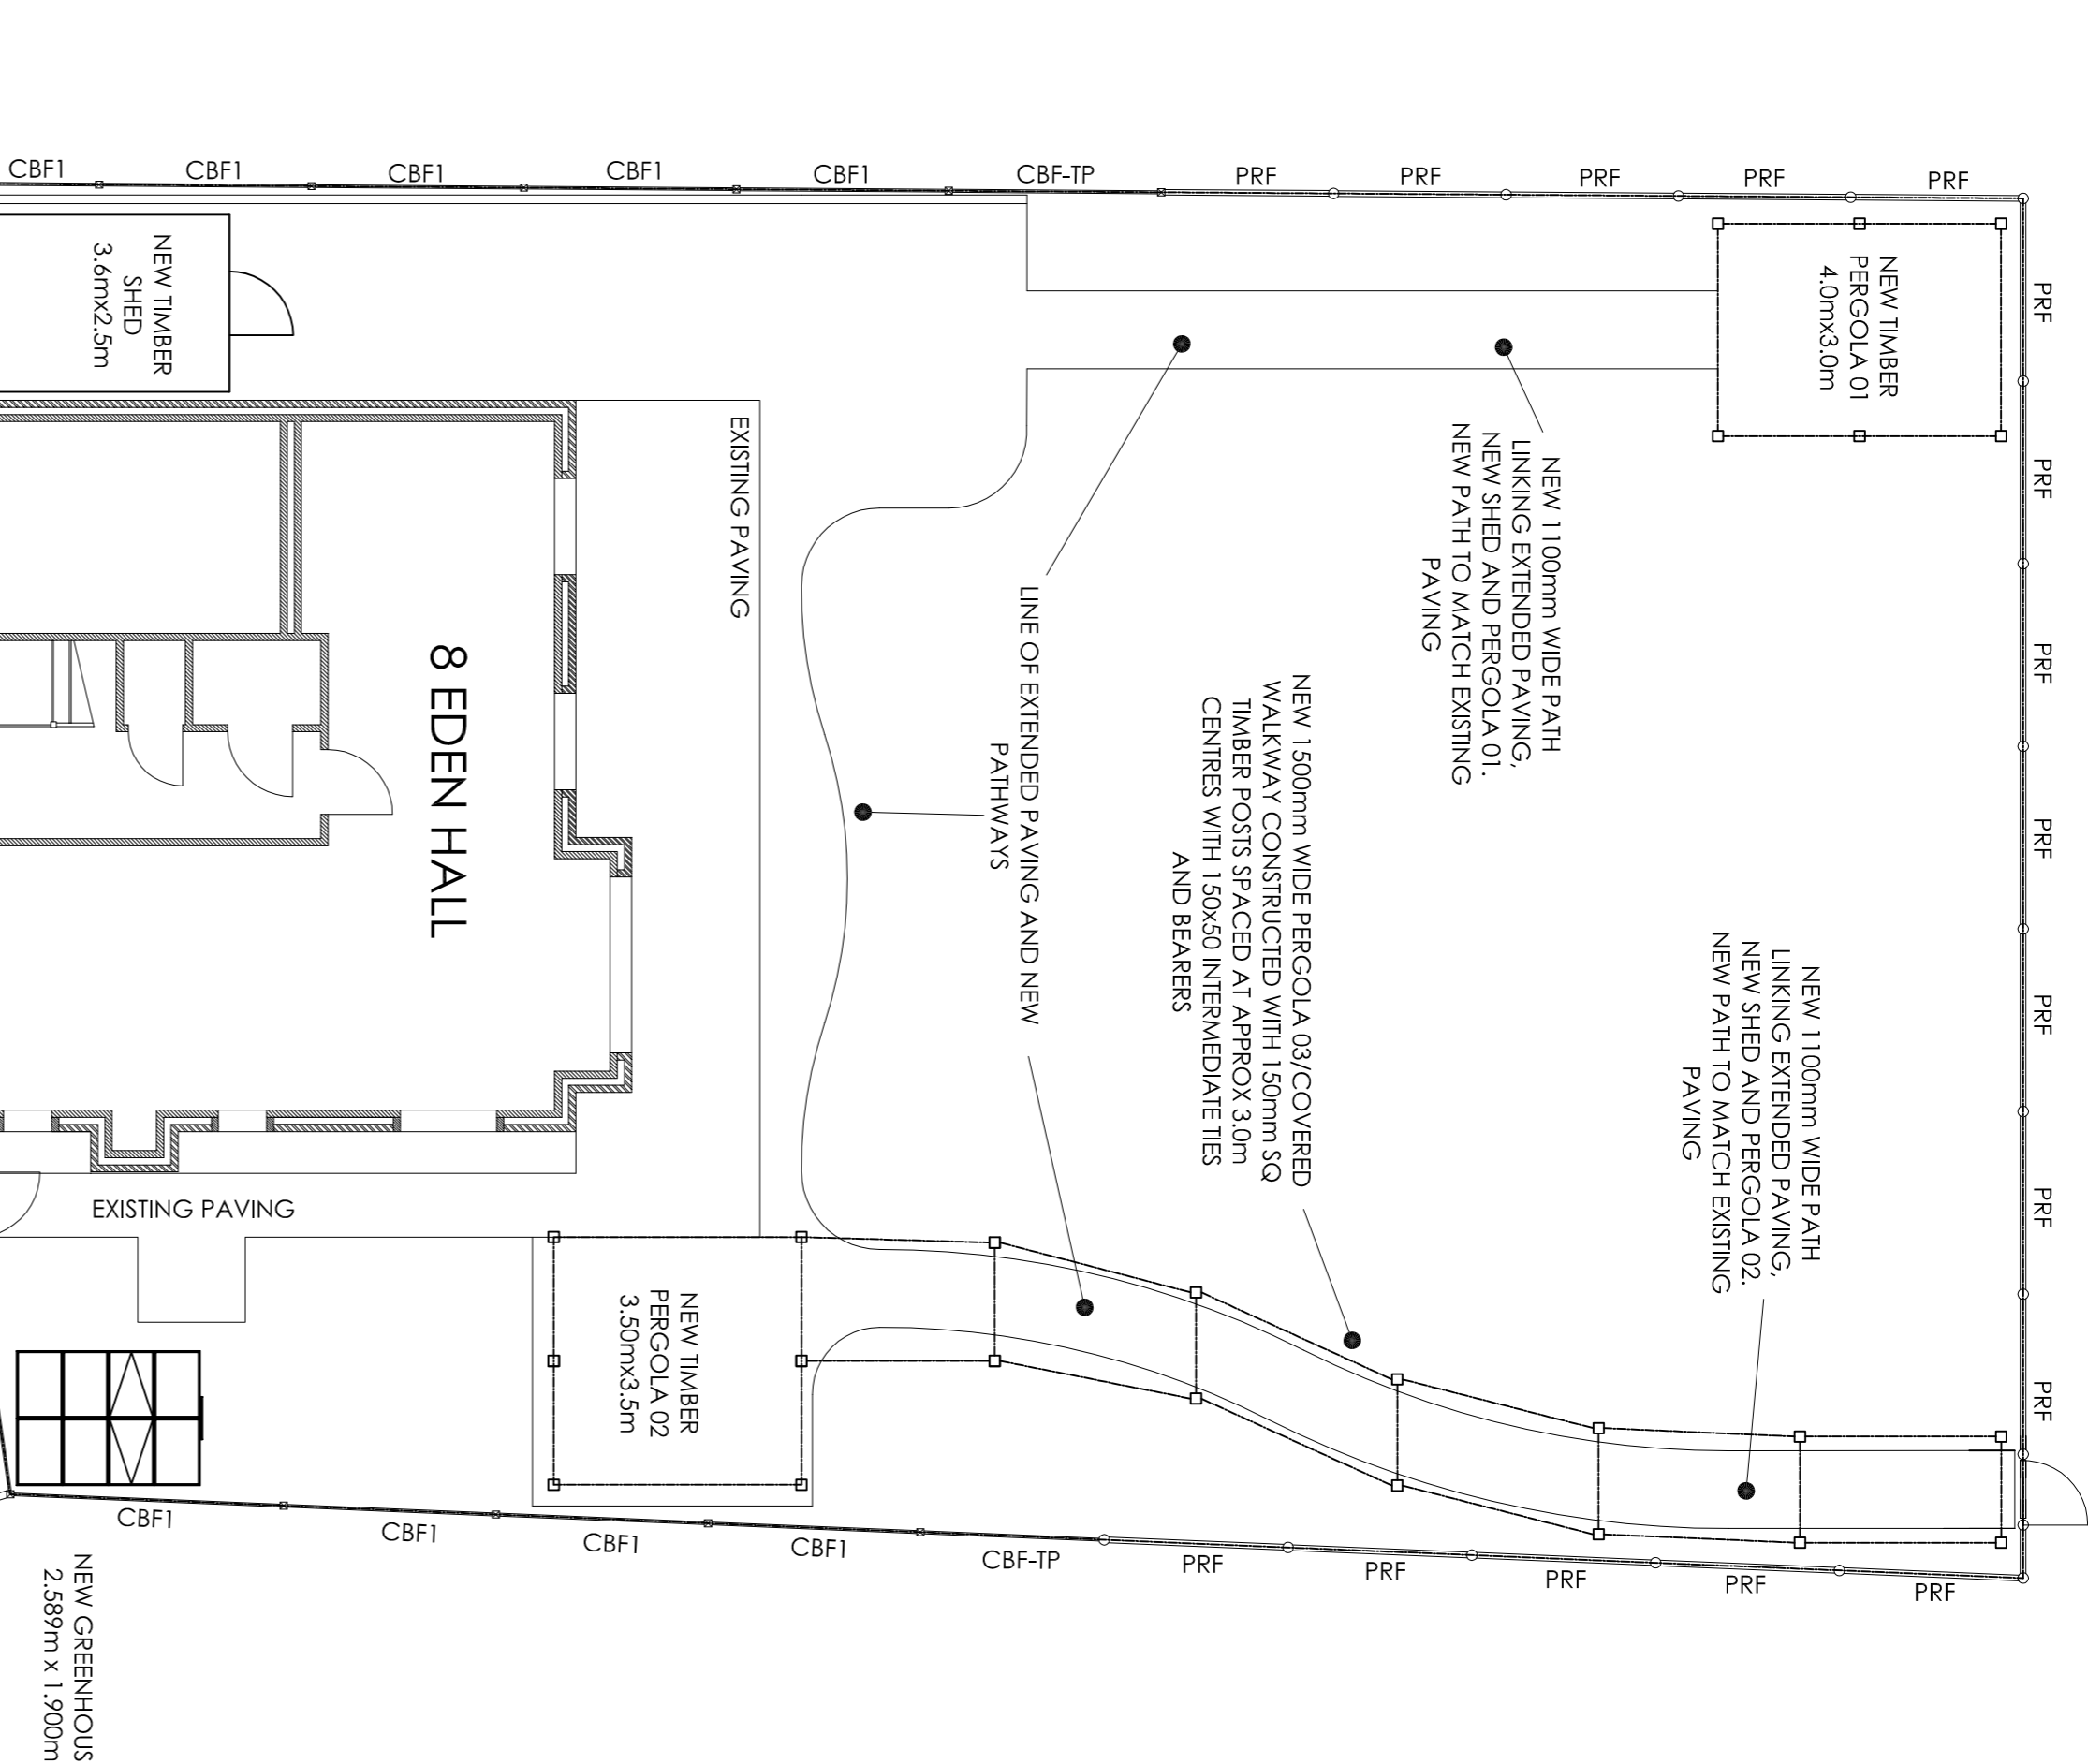 CBF1
CBF1
CBF1
CBF1
CBF1
CBF-TP
PRF
PRF
PRF
PRF
PRF
NEW TIMBER
SHED
3.6mx2.5m
NEW TIMBER
PERGOLA 01
4.0mx3.0m
PRF
PRF
PRF
PRF
PRF
PRF
PRF
EXISTING PAVING
NEW 1100mm WIDE PATH
LINKING EXTENDED PAVING,
NEW SHED AND PERGOLA 01.
NEW PATH TO MATCH EXISTING
PAVING
8 EDEN HALL
LINE OF EXTENDED PAVING AND NEW
PATHWAYS
NEW 1500mm WIDE PERGOLA 03/COVERED
WALKWAY CONSTRUCTED WITH 150mm SQ
TIMBER POSTS SPACED AT APPROX 3.0m
CENTRES WITH 150x50 INTERMEDIATE TIES
AND BEARERS
NEW 1100mm WIDE PATH
LINKING EXTENDED PAVING,
NEW SHED AND PERGOLA 02.
NEW PATH TO MATCH EXISTING
PAVING
EXISTING PAVING
NEW TIMBER
PERGOLA 02
3.50mx3.5m
CBF1
CBF1
CBF1
CBF1
CBF-TP
PRF
PRF
PRF
PRF
PRF
NEW GREENHOUS
2.589m x 1.900m